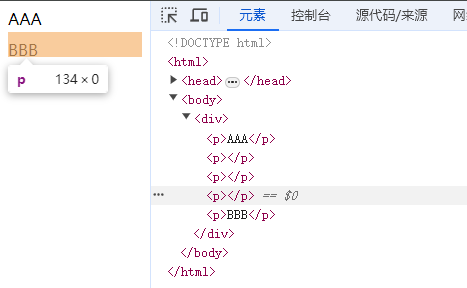 AAA
BBB
p 134 × 0
元素 控制台 源代码/来源
<!DOCTYPE html>
<html>
<head> ••• </head>
<body>
<div>
<p>AAA</p>
<p></p>
<p></p>
••• <p></p> == $0
<p>BBB</p>
</div>
</body>
</html>